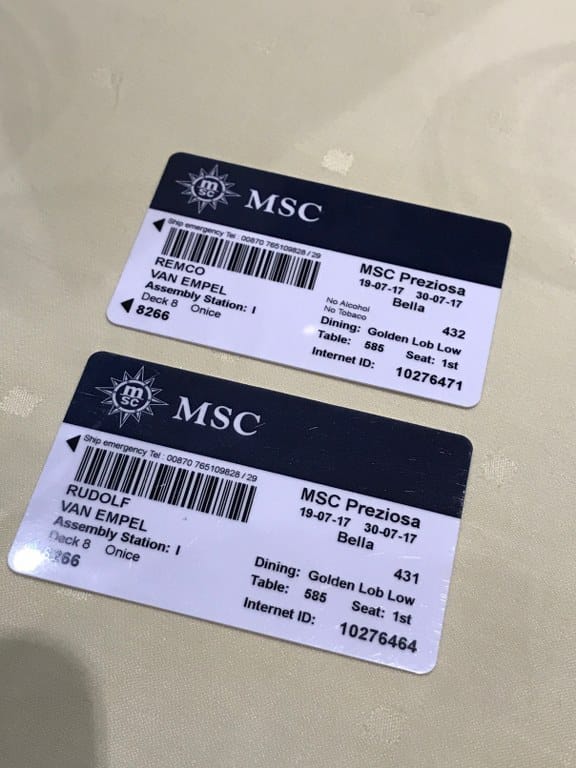 m
SC
MSC
Ship emergency Tel : 00870 765109828 / 29
REMCO
VAN EMPEL
Assembly Station: I
Deck 8 Onice
8266
MSC Preziosa
19-07-17 30-07-17
Bella
No Alcohol
No Tobaco
432
Dining: Golden Lob Low
Table: 585 Seat: 1st
Internet ID: 10276471
m
SC
MSC
Ship emergency Tel : 00870 765109828 / 29
RUDOLF
VAN EMPEL
Assembly Station: I
Deck 8 Onice
8266
MSC Preziosa
19-07-17 30-07-17
Bella
431
Dining: Golden Lob Low
Table: 585 Seat: 1st
Internet ID: 10276464